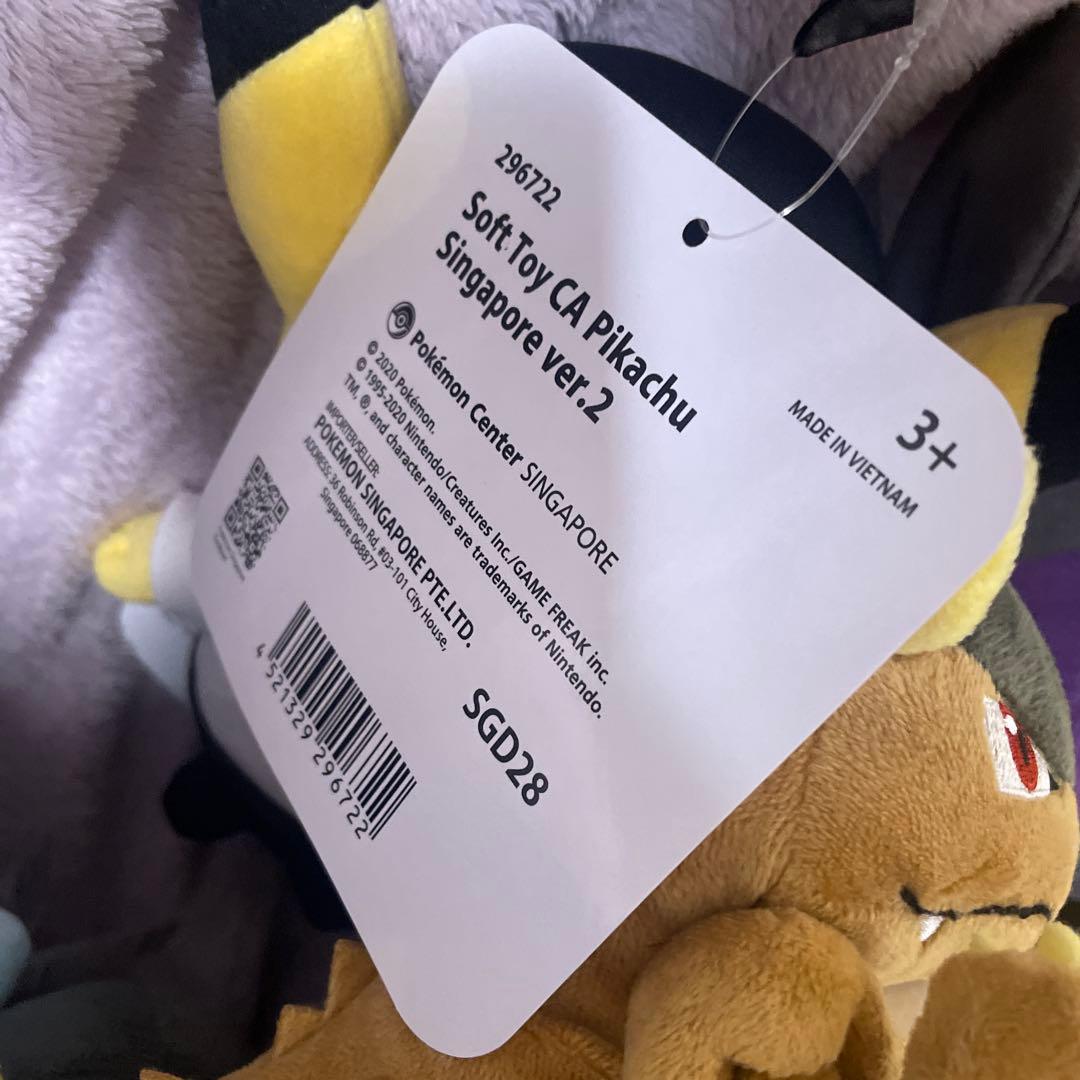 296722
Soft Toy CA Pikachu
Singapore ver.2
Pokémon Center SINGAPORE
© 2020 Pokémon.
© 1995-2020 Nintendo/Creatures Inc./GAME FREAK inc.
TM, ®, and character names are trademarks of Nintendo.
IMPORTER/SELLER:
POKEMON SINGAPORE PTE.LTD.
ADDRESS: 36 Robinson Rd, #03-101 City House,
Singapore 068877
4 521329 296722
SGD28
3+
MADE IN VIETNAM